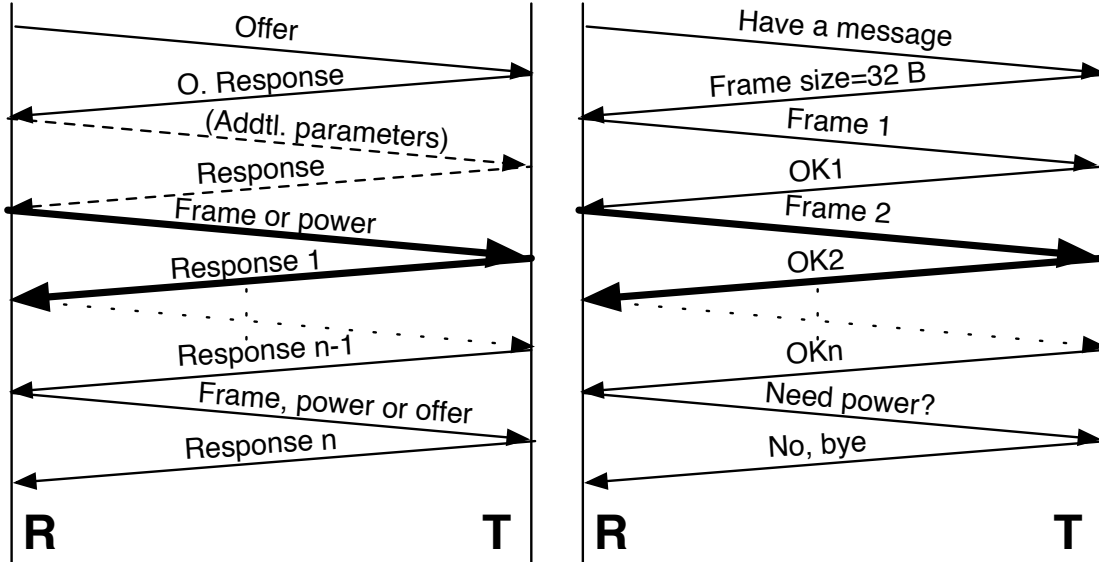 Offer
O. Response
(Addtl. parameters)
Response
Frame or power
Response 1
Response n-1
Frame, power or offer
Response n
R T
Have a message
Frame size=32 B
Frame 1
OK1
Frame 2
OK2
OKn
Need power?
No, bye
R T